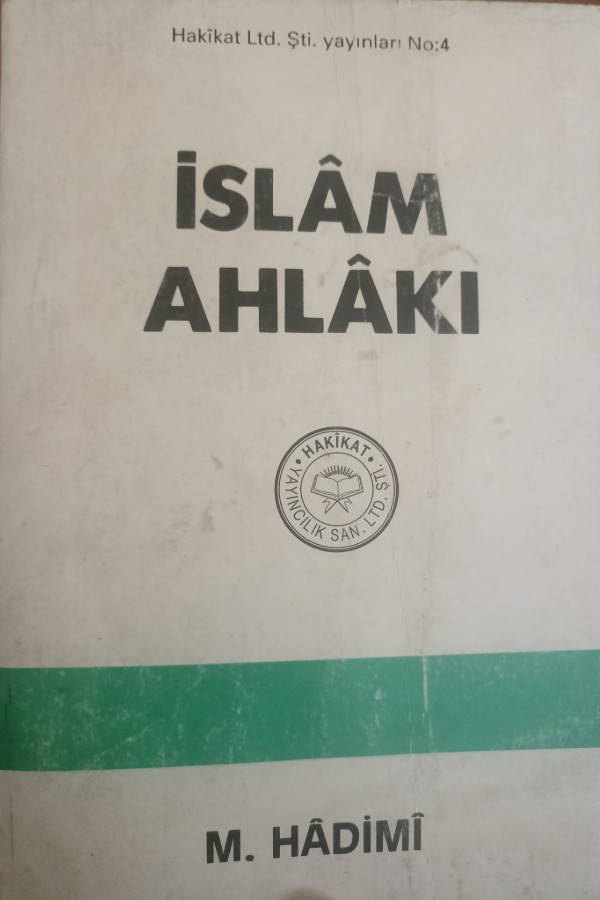 Hakîkat Ltd. Şti. yayınları No:4
İSLÂM
AHLÂKI
• HAKÎKAT •
YAYINCILIK SAN. LTD. ŞTİ.
M. HÂDİMÎ